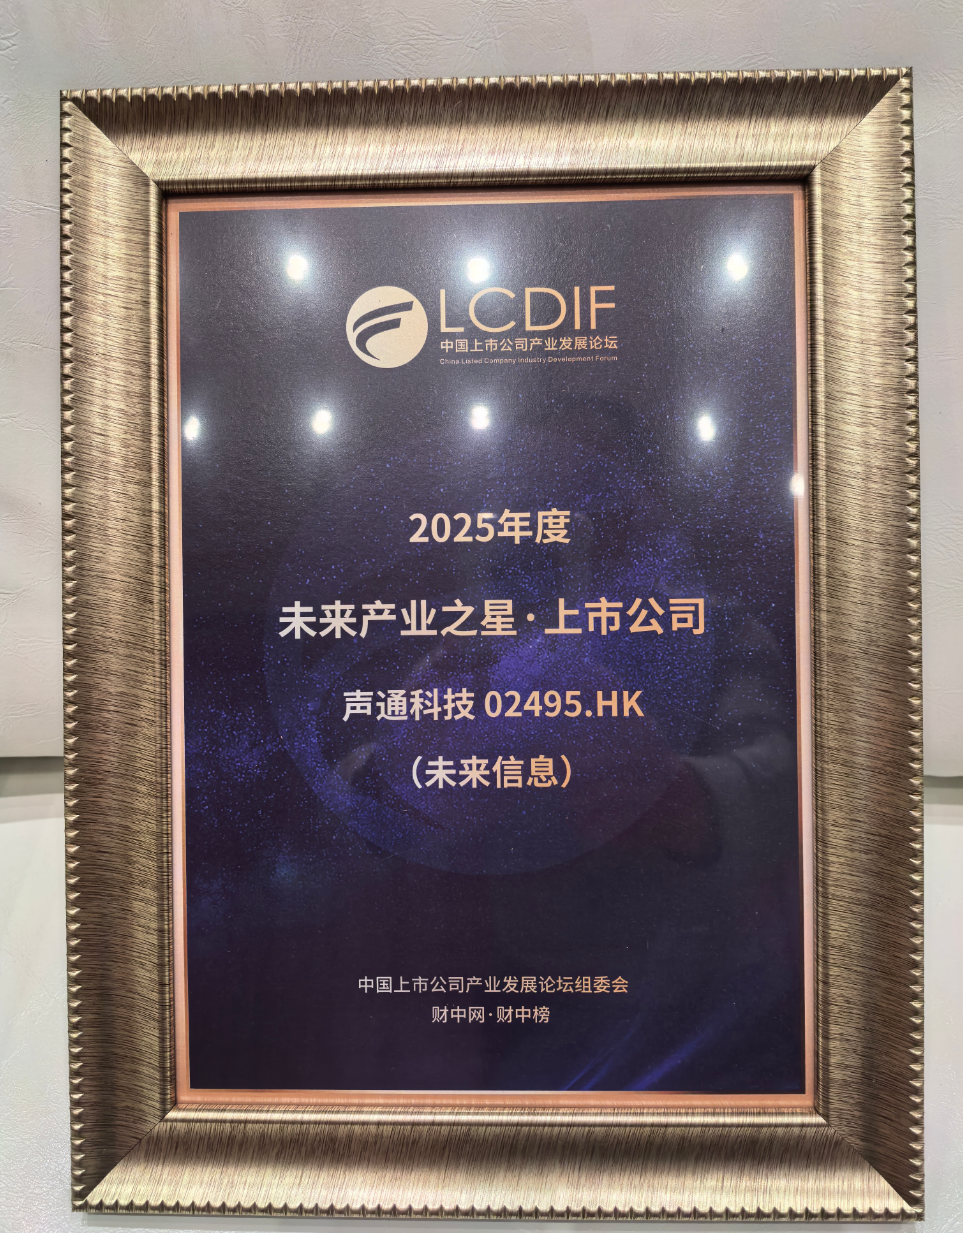 LCDIF
中国上市公司产业发展论坛
China Listed Company Industry Development Forum
2025年度
未来产业之星·上市公司
声通科技 02495.HK
（未来信息）
中国上市公司产业发展论坛组委会
财中网·财中榜